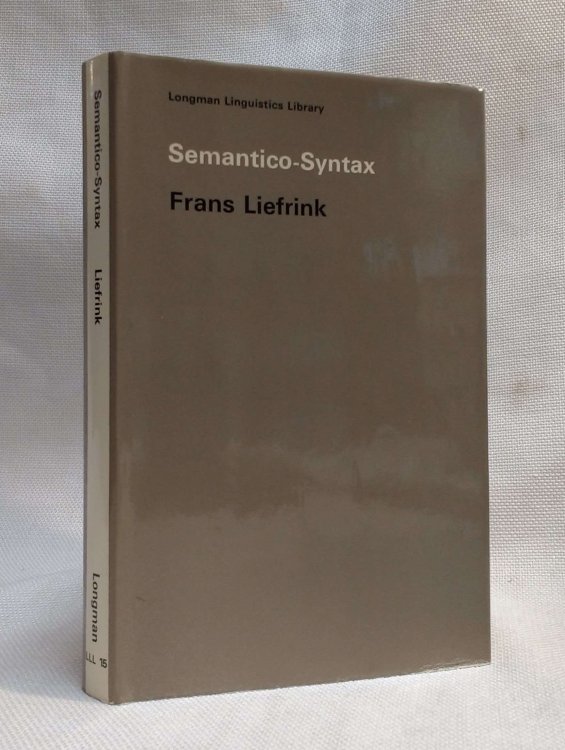 Longman Linguistics Library
Semantico-Syntax
Frans Liefrink
Semantico-Syntax Liefrink
Longman
LLL 15